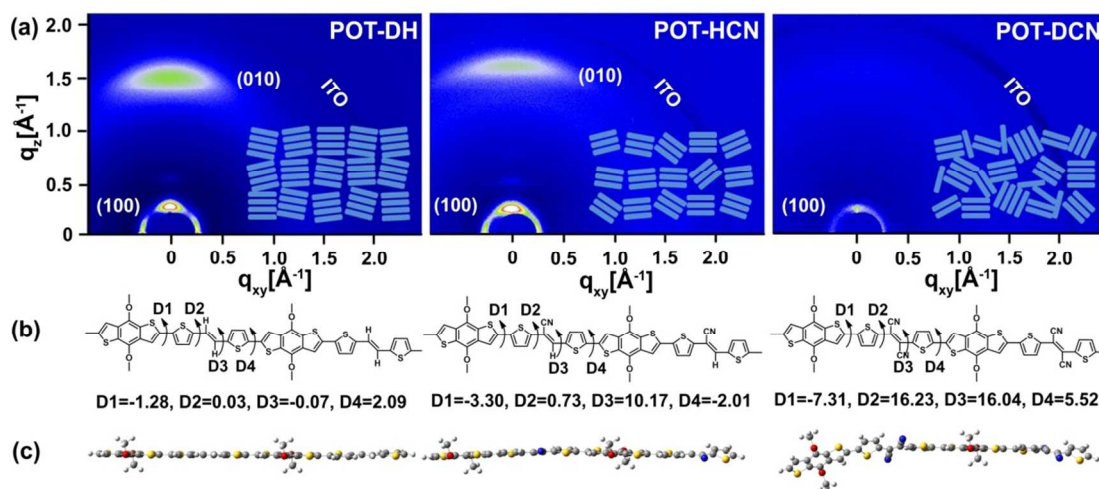 (a)
POT-DH
POT-HCN
POT-DCN
2.0
1.5
1.0
0.5
0
qz[Å-1]
(010)
ITO
(100)
(010)
ITO
(100)
ITO
(100)
0 0.5 1.0 1.5 2.0
0 0.5 1.0 1.5 2.0
0 0.5 1.0 1.5 2.0
qxy[Å-1]
qxy[Å-1]
qxy[Å-1]
(b)
D1 D2 D3 D4
S S S S S S S S
O O O O
H H H H
D1=-1.28, D2=0.03, D3=-0.07, D4=2.09
D1 D2 D3 D4
S S S S S S S S
O O O O
CN H CN H
D1=-3.30, D2=0.73, D3=10.17, D4=-2.01
D1 D2 D3 D4
S S S S S S S S
O O O O
CN CN CN CN
D1=-7.31, D2=16.23, D3=16.04, D4=5.52
(c)